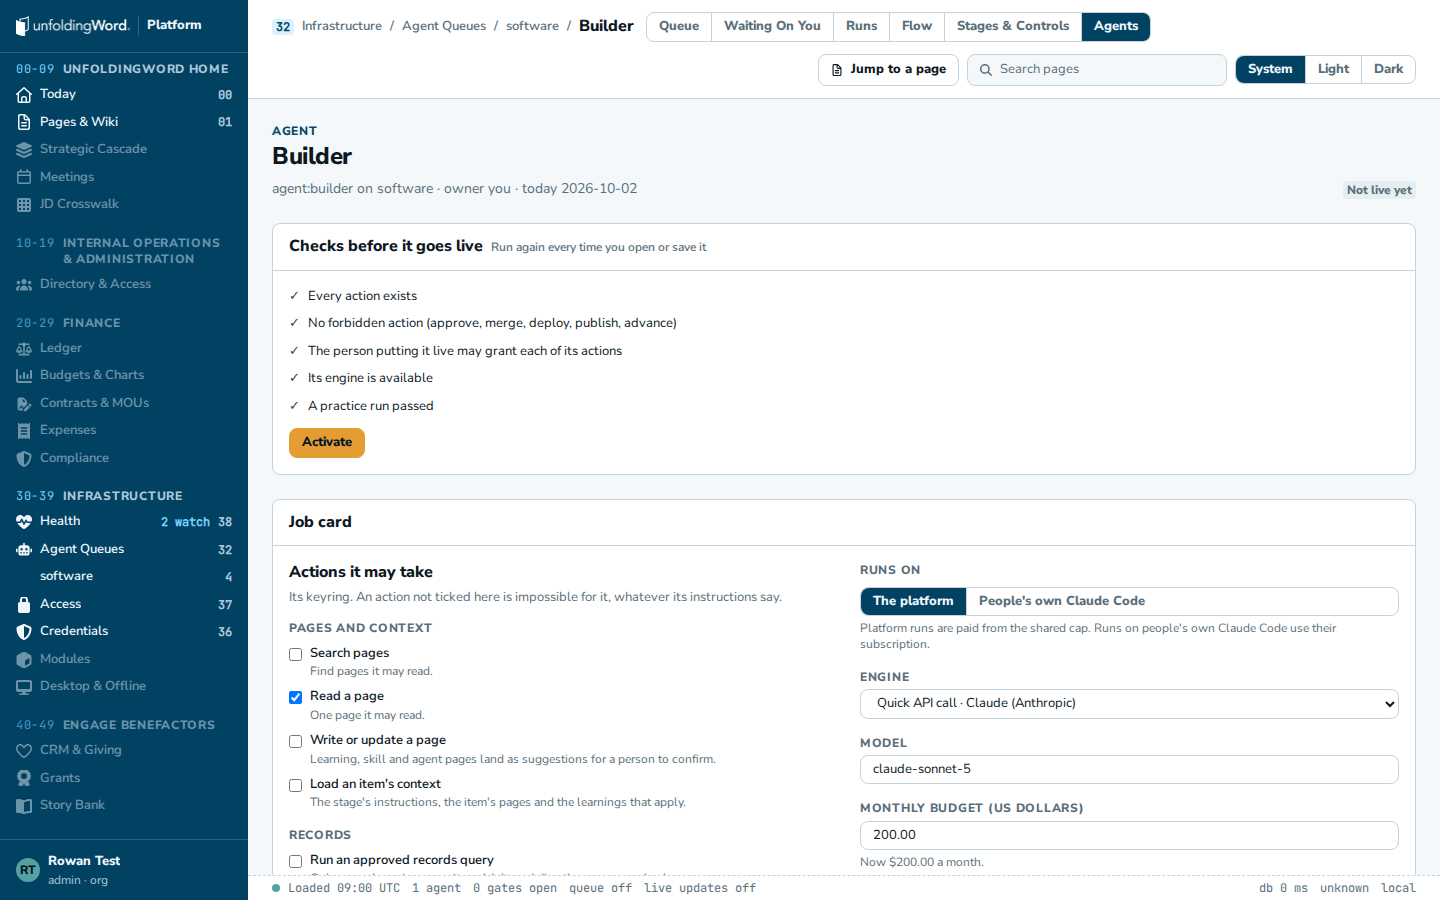 unfoldingWord. Platform
00-09 UNFOLDINGWORD HOME
Today 00
Pages & Wiki 01
Strategic Cascade
Meetings
JD Crosswalk
10-19 INTERNAL OPERATIONS
& ADMINISTRATION
Directory & Access
20-29 FINANCE
Ledger
Budgets & Charts
Contracts & MOUs
Expenses
Compliance
30-39 INFRASTRUCTURE
Health 2 watch 38
Agent Queues 32
software 4
Access 37
Credentials 36
Modules
Desktop & Offline
40-49 ENGAGE BENEFACTORS
CRM & Giving
Grants
Story Bank
RT Rowan Test
admin · org
32 Infrastructure / Agent Queues / software / Builder
Queue Waiting On You Runs Flow Stages & Controls Agents
Jump to a page Search pages System Light Dark
AGENT
Builder
agent:builder on software · owner you · today 2026-10-02
Not live yet
Checks before it goes live Run again every time you open or save it
✓ Every action exists
✓ No forbidden action (approve, merge, deploy, publish, advance)
✓ The person putting it live may grant each of its actions
✓ Its engine is available
✓ A practice run passed
Activate
Job card
Actions it may take
Its keyring. An action not ticked here is impossible for it, whatever its instructions say.
PAGES AND CONTEXT
Search pages
Find pages it may read.
Read a page
One page it may read.
Write or update a page
Learning, skill and agent pages land as suggestions for a person to confirm.
Load an item's context
The stage's instructions, the item's pages and the learnings that apply.
RECORDS
Run an approved records query
RUNS ON
The platform People's own Claude Code
Platform runs are paid from the shared cap. Runs on people's own Claude Code use their
subscription.
ENGINE
Quick API call · Claude (Anthropic)
MODEL
claude-sonnet-5
MONTHLY BUDGET (US DOLLARS)
200.00
Now $200.00 a month.
Loaded 09:00 UTC 1 agent 0 gates open queue off live updates off
db 0 ms unknown local